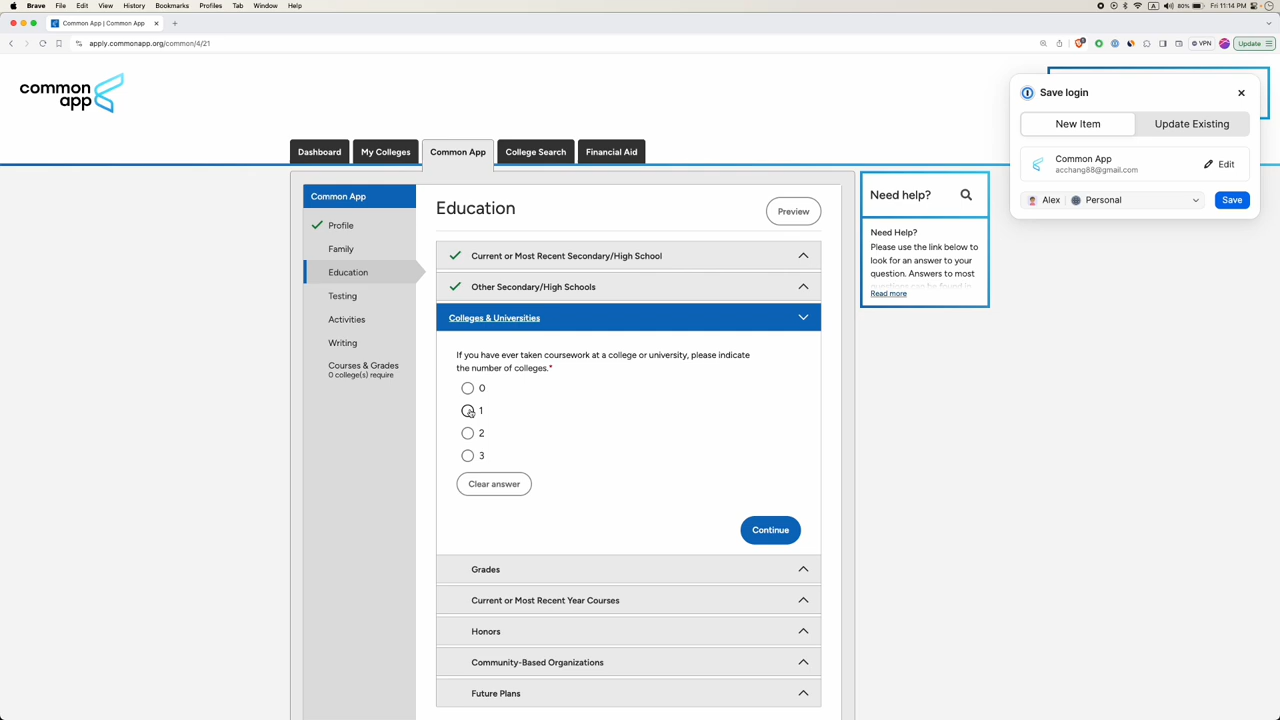 Brave File Edit View History Bookmarks Profiles Tab Window Help
A 80% Fri 11:14 PM
Common App | Common App
apply.commonapp.org/common/4/21
VPN
Update
common
app
Save login
New Item Update Existing
Common App
acchang88@gmail.com
Edit
Alex Personal
Save
Dashboard My Colleges Common App College Search Financial Aid
Common App
Profile
Family
Education
Testing
Activities
Writing
Courses & Grades
0 college(s) require
Education
Preview
Current or Most Recent Secondary/High School
Other Secondary/High Schools
Colleges & Universities
If you have ever taken coursework at a college or university, please indicate
the number of colleges.*
0
1
2
3
Clear answer
Continue
Grades
Current or Most Recent Year Courses
Honors
Community-Based Organizations
Future Plans
Need help?
Need Help?
Please use the link below to
look for an answer to your
question. Answers to most
questions can be found in
Read more